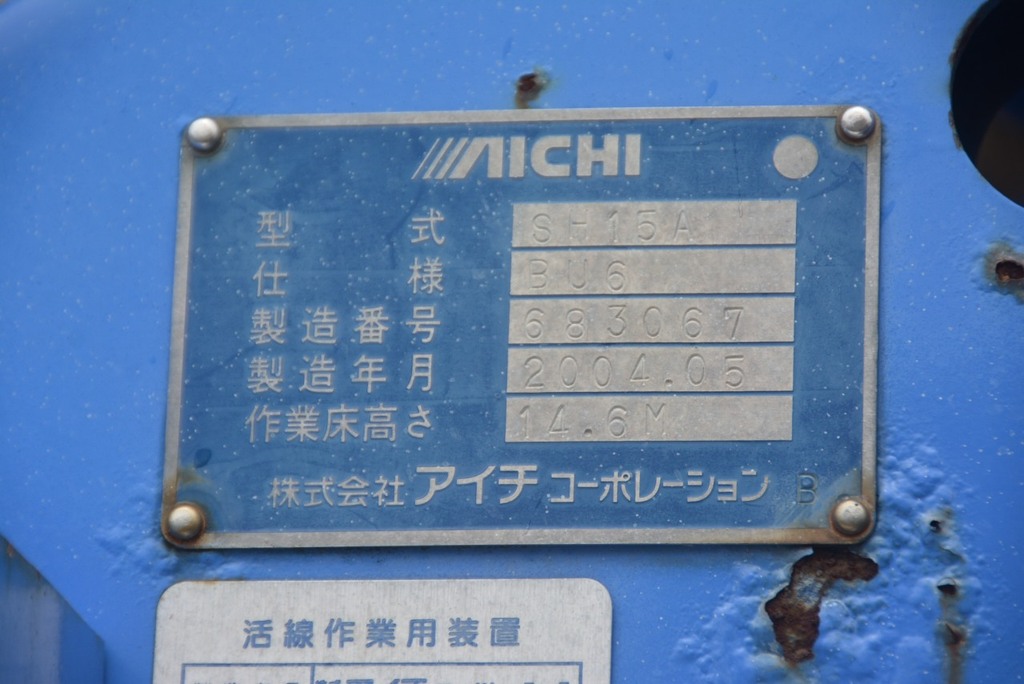 AICHI
型式 SH15A
仕様 BU6
製造番号 683067
製造年月 2004.05
作業床高さ 14.6M
株式会社アイチコーポレーション B
活線作業用装置